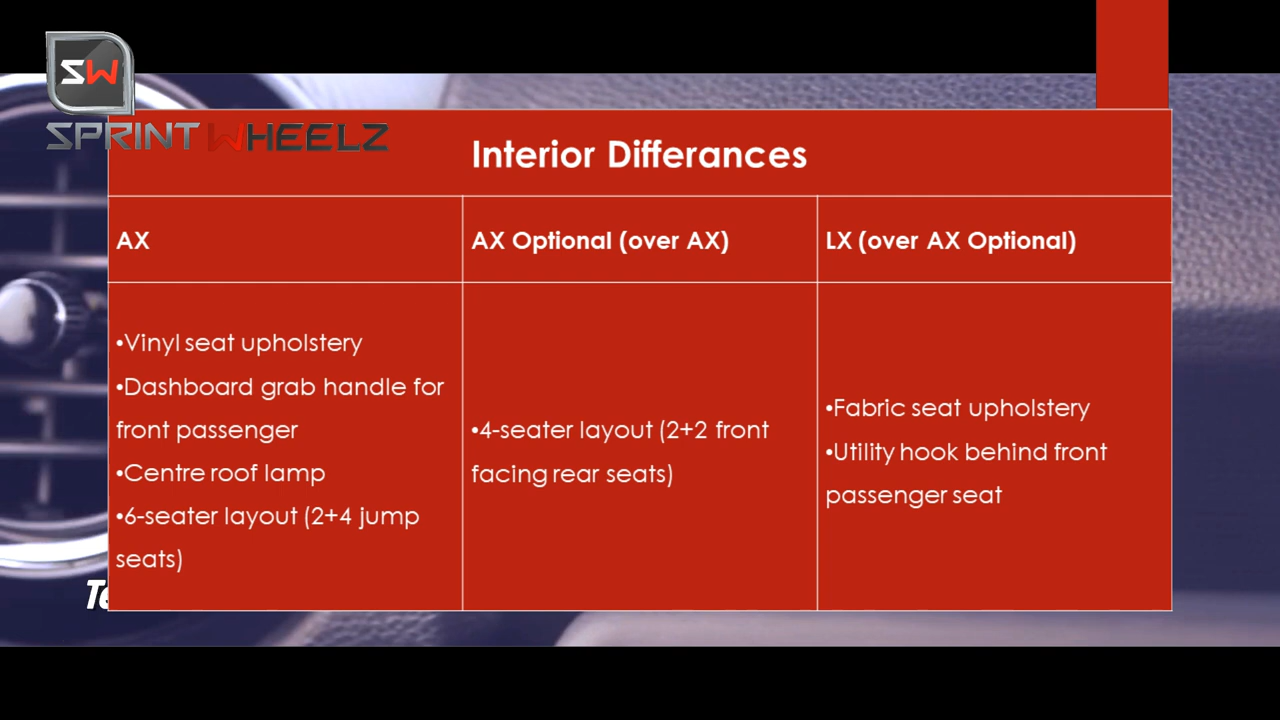 SW
SPRINT WHEELZ
Interior Differances
AX
AX Optional (over AX)
LX (over AX Optional)
•Vinyl seat upholstery
•Dashboard grab handle for
front passenger
•Centre roof lamp
•6-seater layout (2+4 jump
seats)
•4-seater layout (2+2 front
facing rear seats)
•Fabric seat upholstery
•Utility hook behind front
passenger seat